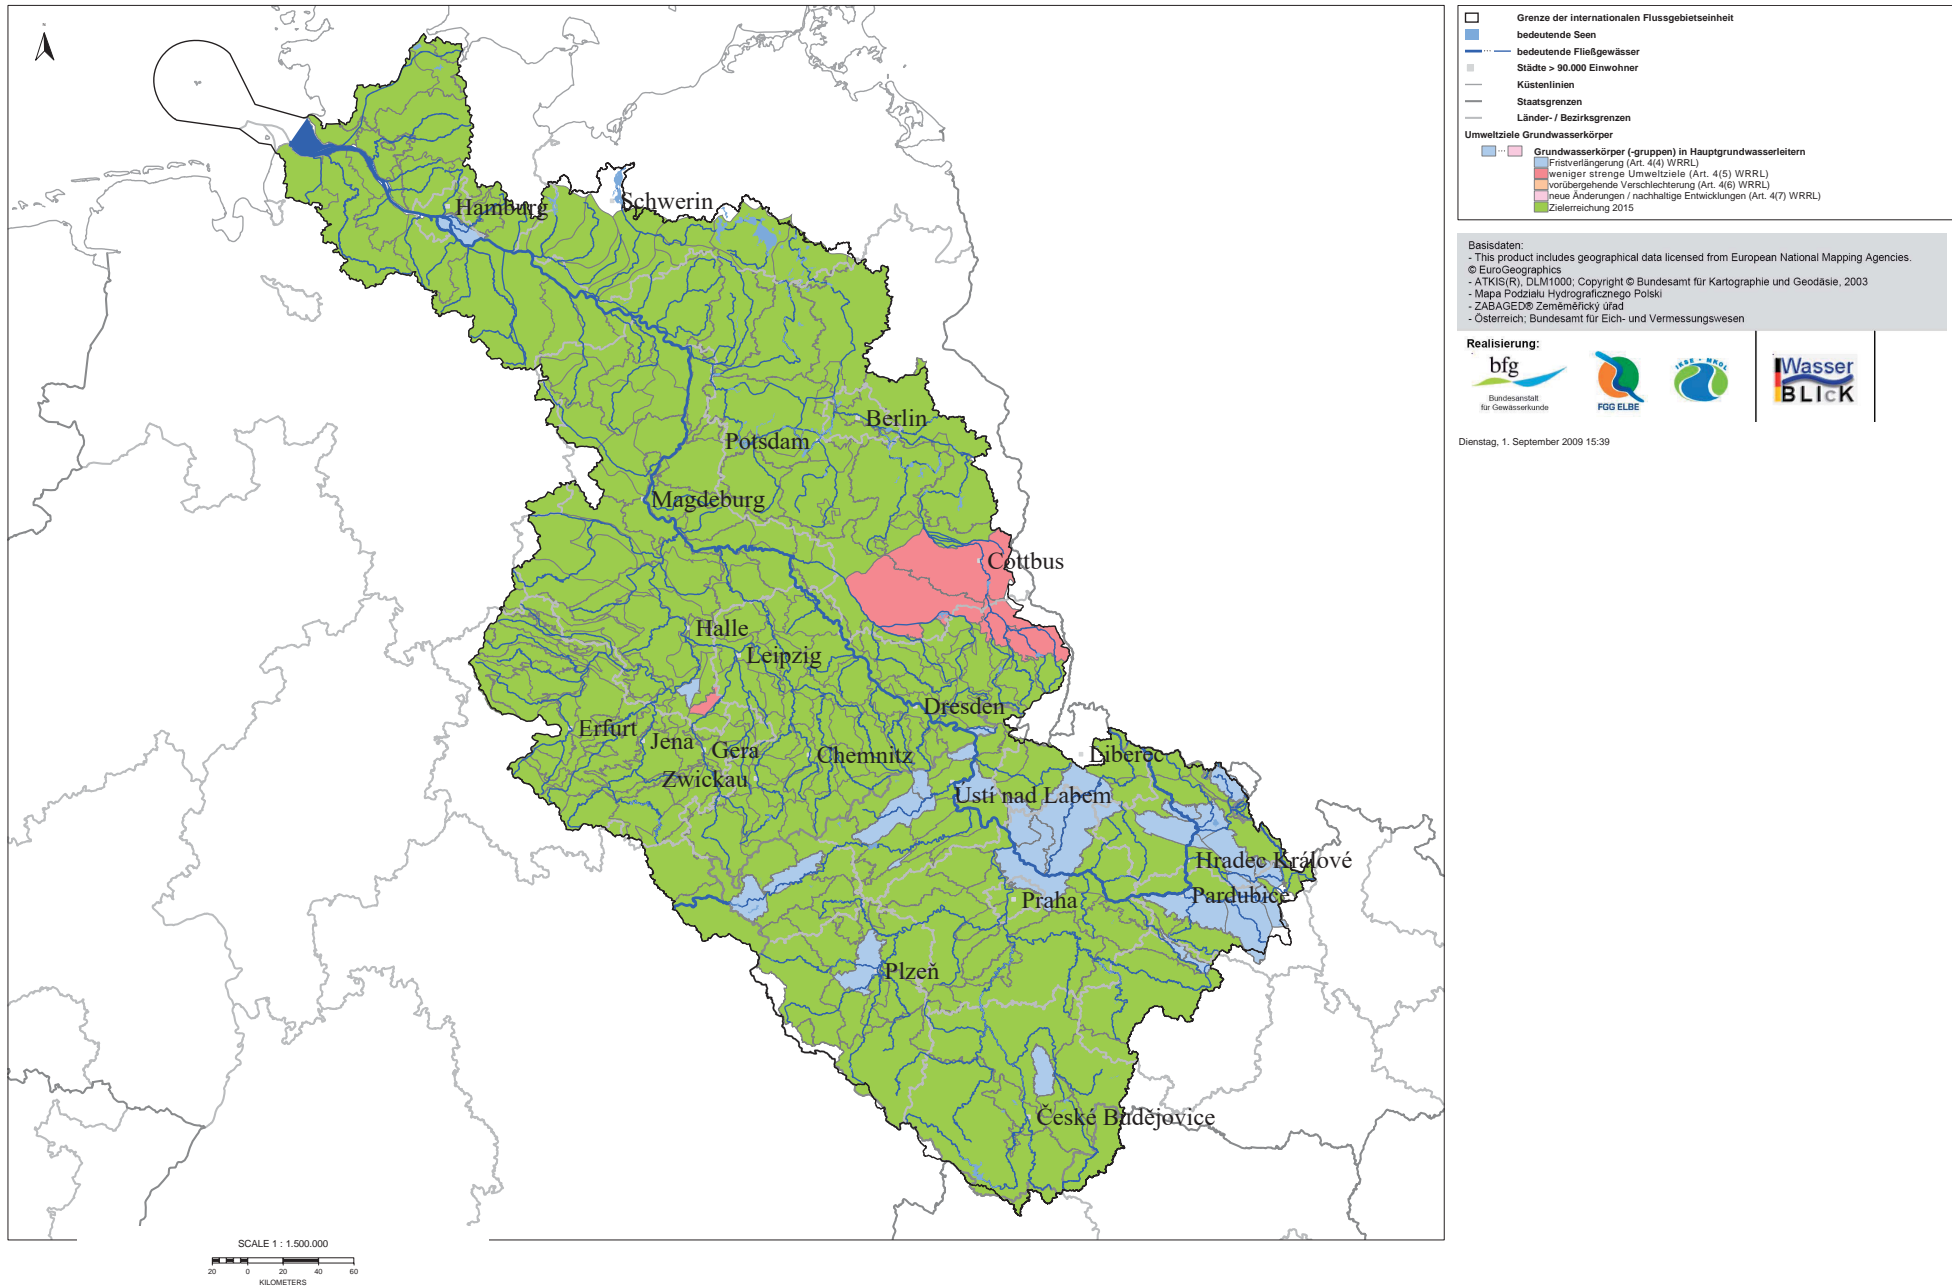 Grenze der internationalen Flussgebietseinheit
bedeutende Seen
bedeutende Fließgewässer
Städte > 90.000 Einwohner
Küstenlinien
Staatsgrenzen
Länder- / Bezirksgrenzen
Umweltziele Grundwasserkörper
Grundwasserkörper (-gruppen) in Hauptgrundwasserleitern
Fristverlängerung (Art. 4(4) WRRL)
weniger strenge Umweltziele (Art. 4(5) WRRL)
vorübergehende Verschlechterung (Art. 4(6) WRRL)
neue Änderungen / nachhaltige Entwicklungen (Art. 4(7) WRRL)
Zielerreichung 2015
Basisdaten:
- This product includes geographical data licensed from European National Mapping Agencies.
© EuroGeographics
- ATKIS(R), DLM1000; Copyright © Bundesamt für Kartographie und Geodäsie, 2003
- Mapa Podziału Hydrograficznego Polski
- ZABAGED® Zeměměřický úřad
- Österreich; Bundesamt für Eich- und Vermessungswesen
Realisierung:
bfg
Bundesanstalt
für Gewässerkunde
FGG ELBE
IKSE - MKOL
Wasser
BLIcK
Dienstag, 1. September 2009 15:39
Schwerin
Hamburg
Berlin
Potsdam
Magdeburg
Cottbus
Halle
Leipzig
Dresden
Erfurt
Jena
Gera
Chemnitz
Liberec
Zwickau
Ústí nad Labem
Hradec Králové
Pardubice
Praha
Plzeň
České Budějovice
SCALE 1 : 1.500.000
20 0 20 40 60
KILOMETERS